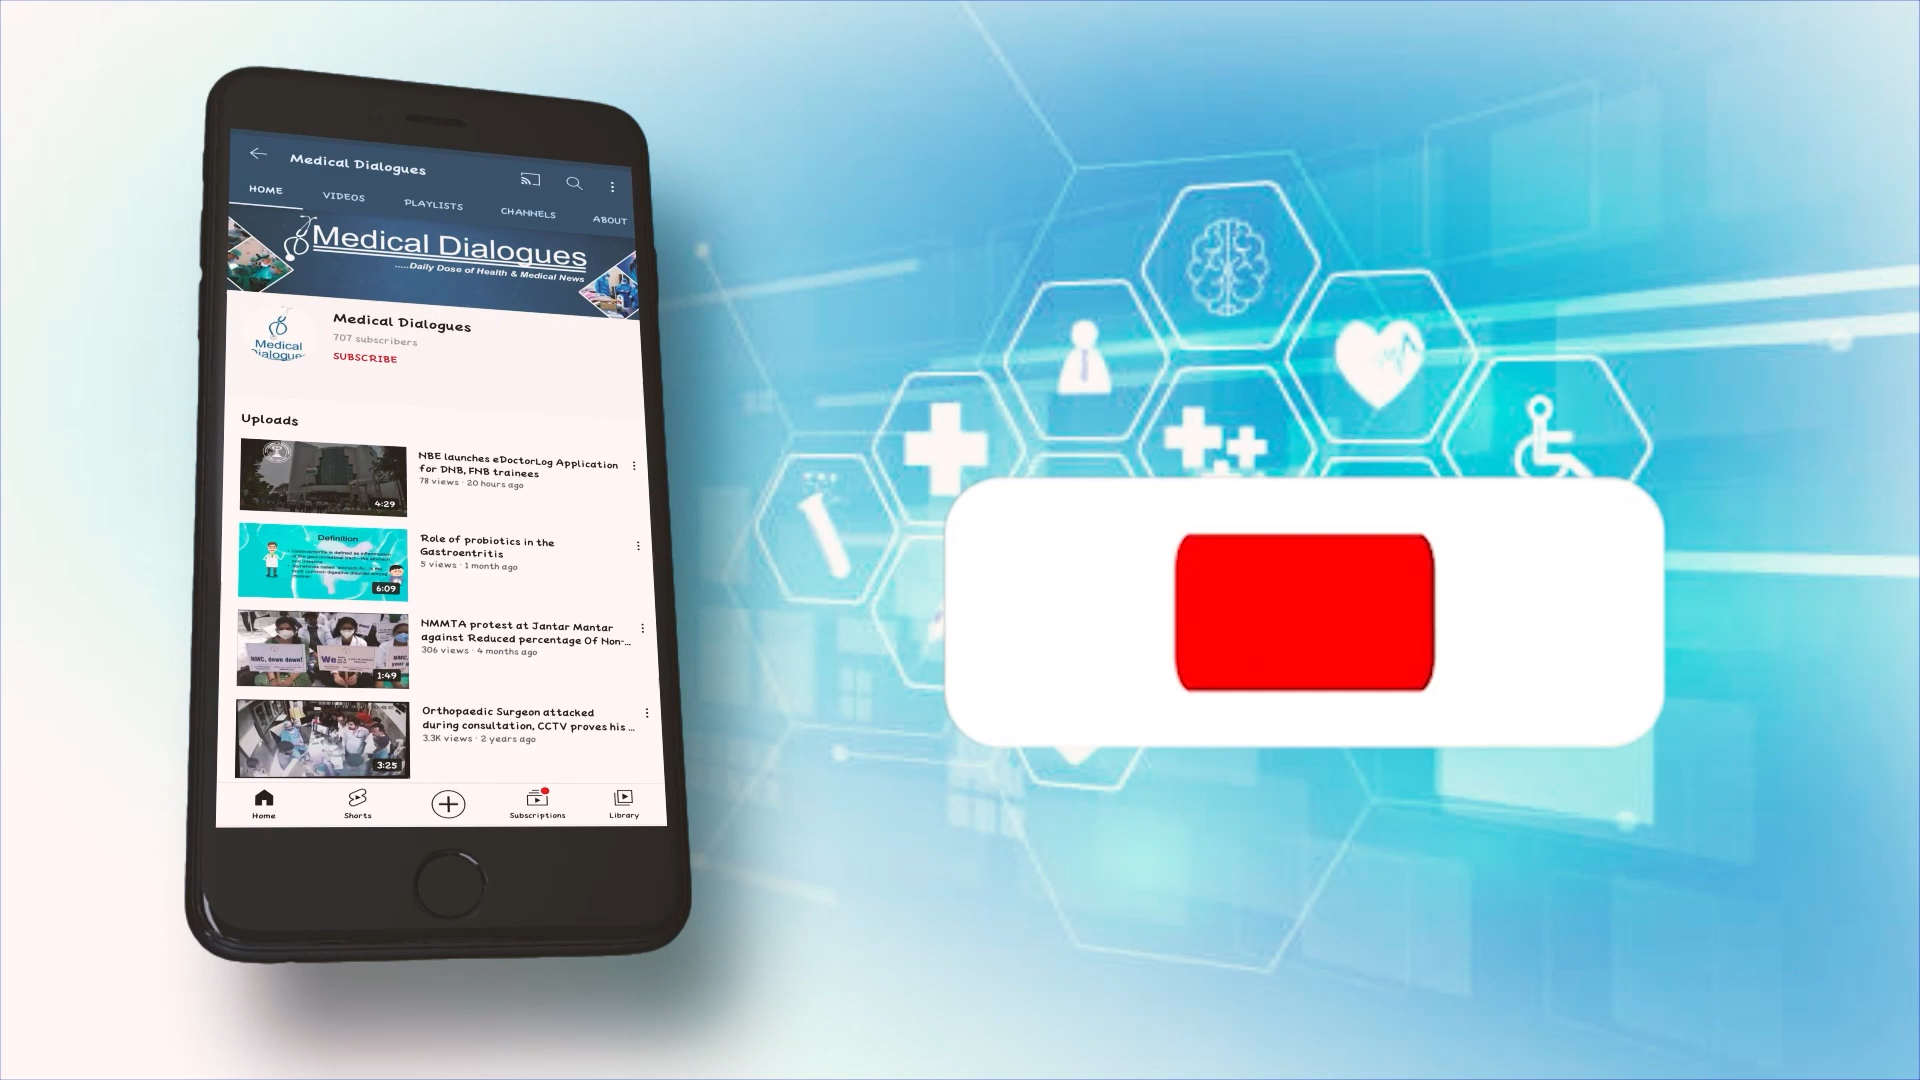 Medical Dialogues
HOME VIDEOS PLAYLISTS CHANNELS ABOUT
Medical Dialogues
.....Daily Dose of Health & Medical News
Medical Dialogues
707 subscribers
SUBSCRIBE
Medical
Uploads
NBE launches eDoctorLog Application
for DNB, FNB trainees
78 views · 20 hours ago
4:29
Definition
Role of probiotics in the
Gastroentritis
5 views · 1 month ago
6:09
NMMTA protest at Jantar Mantar
against Reduced percentage Of Non-...
306 views · 4 months ago
NMC, down down!
We
1:49
Orthopaedic Surgeon attacked
during consultation, CCTV proves his ...
3.3K views · 2 years ago
3:25
Home Shorts Subscriptions Library